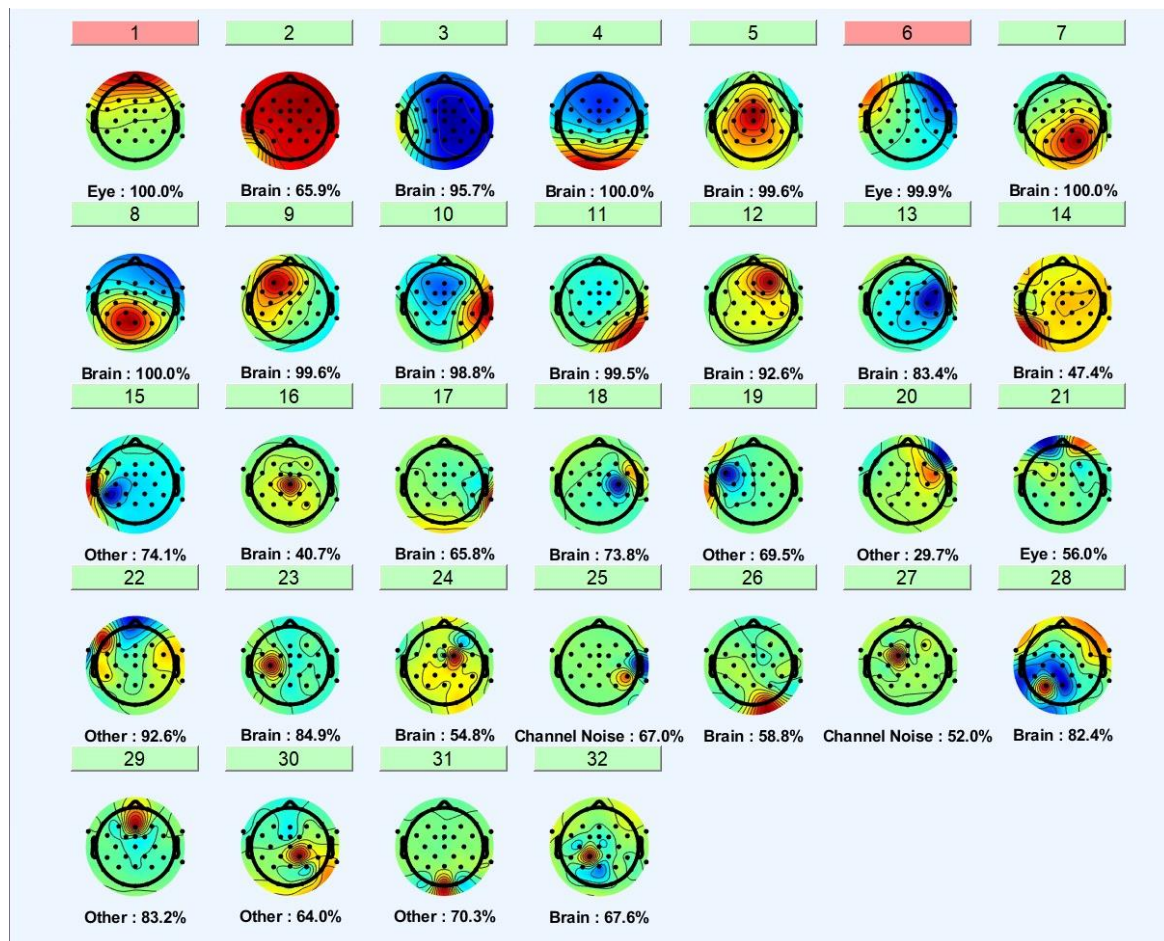 1 2 3 4 5 6 7
Eye : 100.0% Brain : 65.9% Brain : 95.7% Brain : 100.0% Brain : 99.6% Eye : 99.9% Brain : 100.0%
8 9 10 11 12 13 14
Brain : 100.0% Brain : 99.6% Brain : 98.8% Brain : 99.5% Brain : 92.6% Brain : 83.4% Brain : 47.4%
15 16 17 18 19 20 21
Other : 74.1% Brain : 40.7% Brain : 65.8% Brain : 73.8% Other : 69.5% Other : 29.7% Eye : 56.0%
22 23 24 25 26 27 28
Other : 92.6% Brain : 84.9% Brain : 54.8% Channel Noise : 67.0% Brain : 58.8% Channel Noise : 52.0% Brain : 82.4%
29 30 31 32
Other : 83.2% Other : 64.0% Other : 70.3% Brain : 67.6%